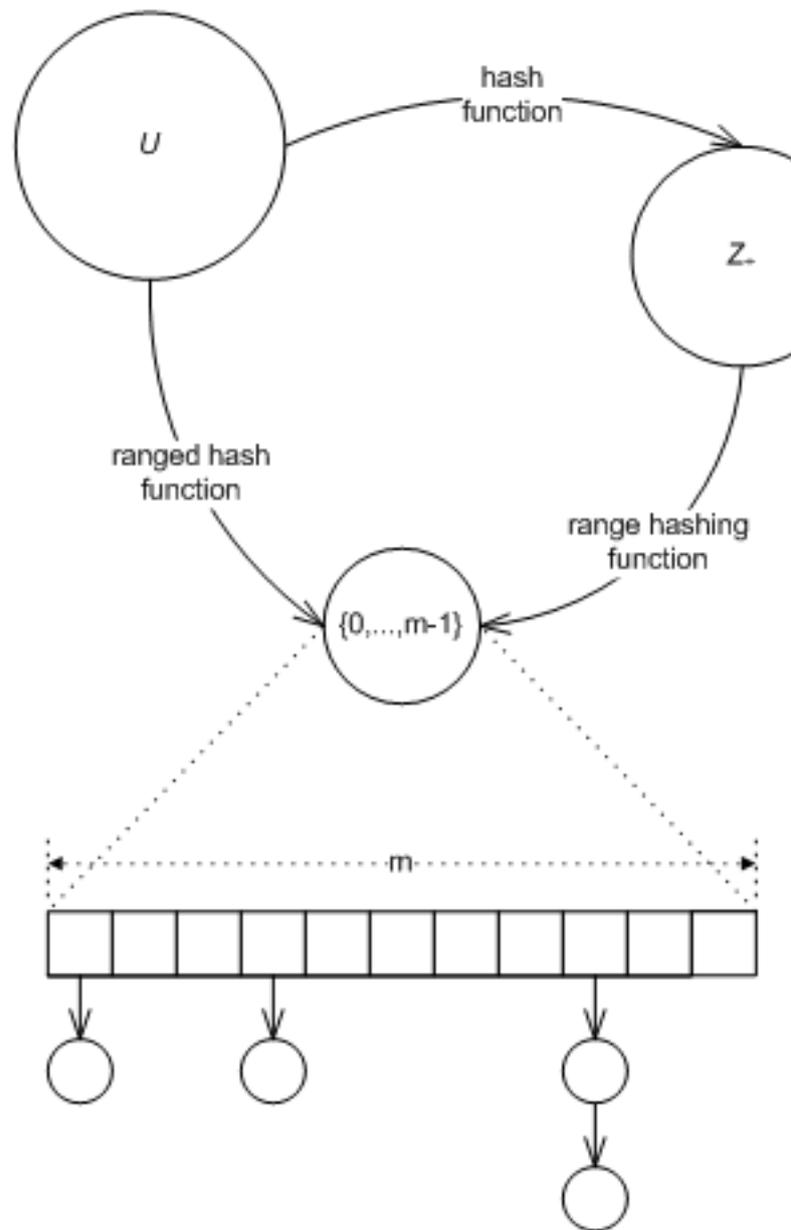 U
hash
function
Z₊
ranged hash
function
range hashing
function
{0,...,m-1}
m